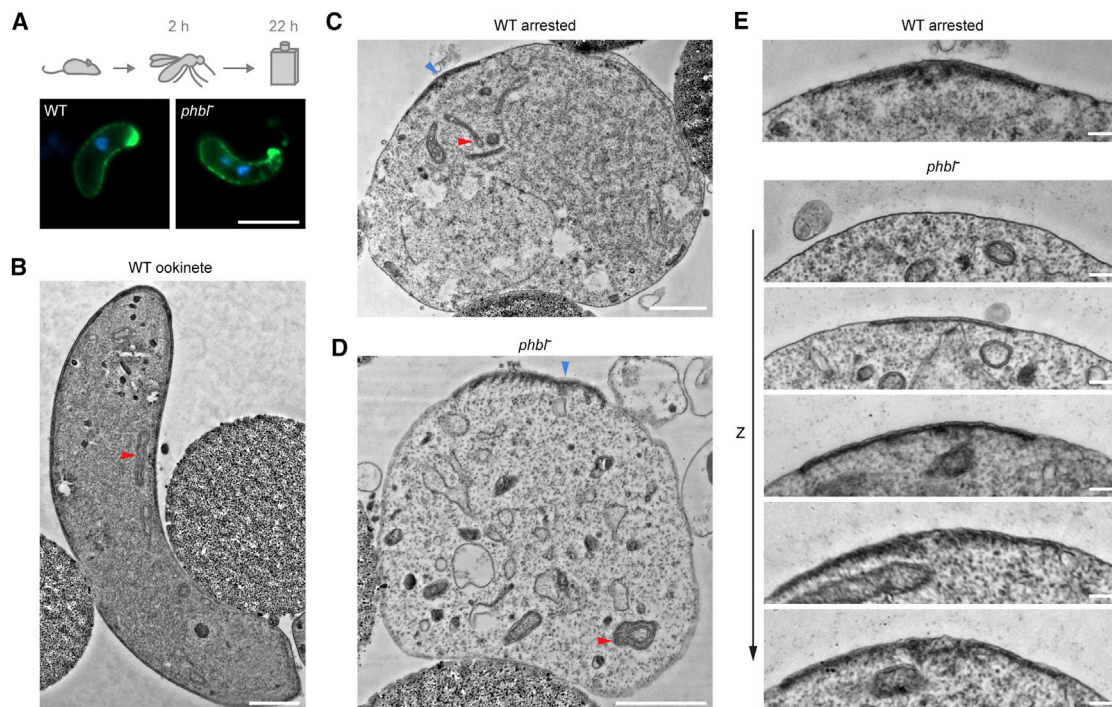 A
2 h
22 h
WT
phbl⁻
B
WT ookinete
C
WT arrested
D
phbl⁻
E
WT arrested
phbl⁻
Z